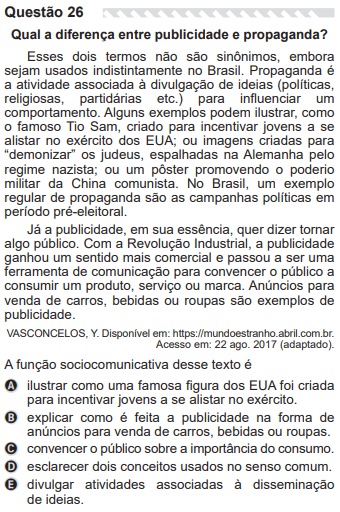 Questão 26
Qual a diferença entre publicidade e propaganda?
Esses dois termos não são sinônimos, embora
sejam usados indistintamente no Brasil. Propaganda é
a atividade associada à divulgação de ideias (políticas,
religiosas, partidárias etc.) para influenciar um
comportamento. Alguns exemplos podem ilustrar, como
o famoso Tio Sam, criado para incentivar jovens a se
alistar no exército dos EUA; ou imagens criadas para
“demonizar” os judeus, espalhadas na Alemanha pelo
regime nazista; ou um pôster promovendo o poderio
militar da China comunista. No Brasil, um exemplo
regular de propaganda são as campanhas políticas em
período pré-eleitoral.
Já a publicidade, em sua essência, quer dizer tornar
algo público. Com a Revolução Industrial, a publicidade
ganhou um sentido mais comercial e passou a ser uma
ferramenta de comunicação para convencer o público a
consumir um produto, serviço ou marca. Anúncios para
venda de carros, bebidas ou roupas são exemplos de
publicidade.
VASCONCELOS, Y. Disponível em: https://mundoestranho.abril.com.br.
Acesso em: 22 ago. 2017 (adaptado).
A função sociocomunicativa desse texto é
A ilustrar como uma famosa figura dos EUA foi criada
para incentivar jovens a se alistar no exército.
B explicar como é feita a publicidade na forma de
anúncios para venda de carros, bebidas ou roupas.
C convencer o público sobre a importância do consumo.
D esclarecer dois conceitos usados no senso comum.
E divulgar atividades associadas à disseminação
de ideias.